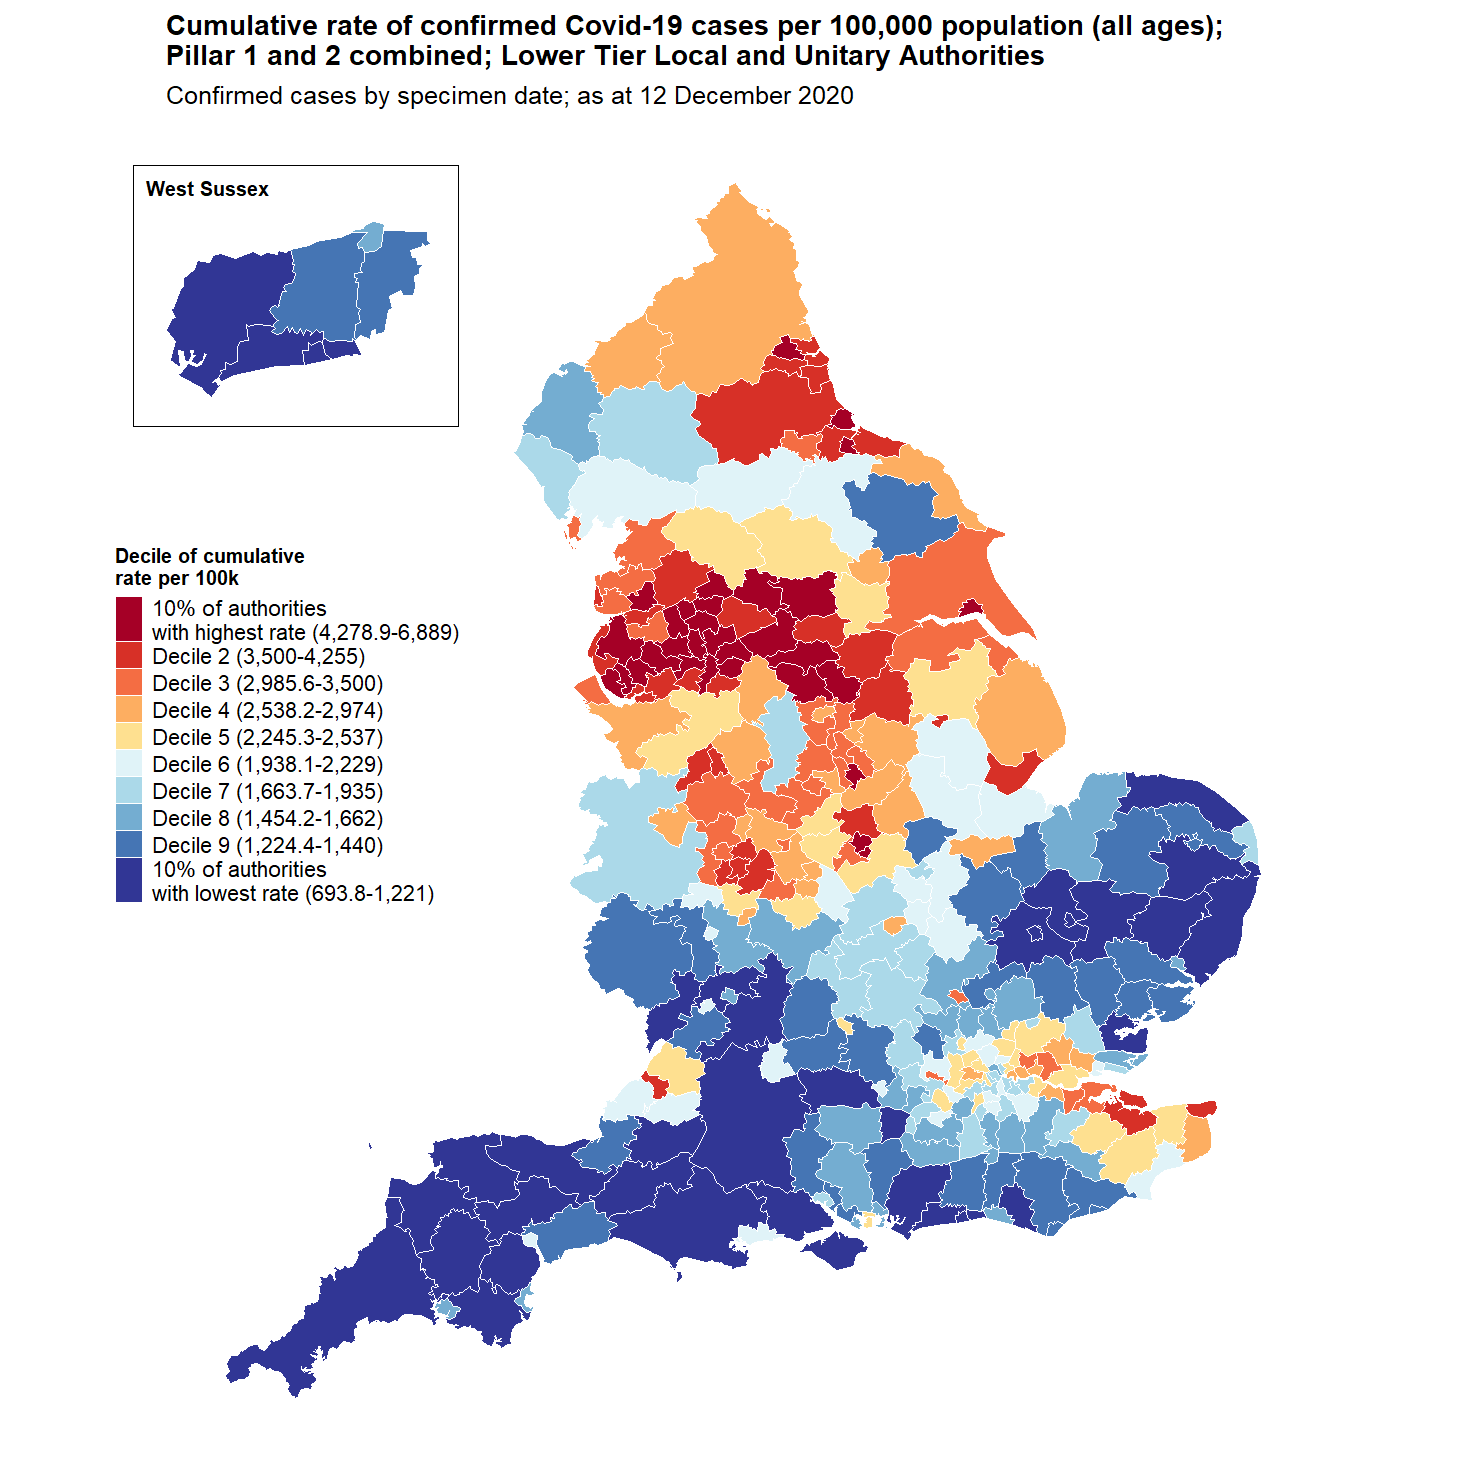 Cumulative rate of confirmed Covid-19 cases per 100,000 population (all ages);
Pillar 1 and 2 combined; Lower Tier Local and Unitary Authorities
Confirmed cases by specimen date; as at 12 December 2020
West Sussex
Decile of cumulative
rate per 100k
10% of authorities
with highest rate (4,278.9-6,889)
Decile 2 (3,500-4,255)
Decile 3 (2,985.6-3,500)
Decile 4 (2,538.2-2,974)
Decile 5 (2,245.3-2,537)
Decile 6 (1,938.1-2,229)
Decile 7 (1,663.7-1,935)
Decile 8 (1,454.2-1,662)
Decile 9 (1,224.4-1,440)
10% of authorities
with lowest rate (693.8-1,221)